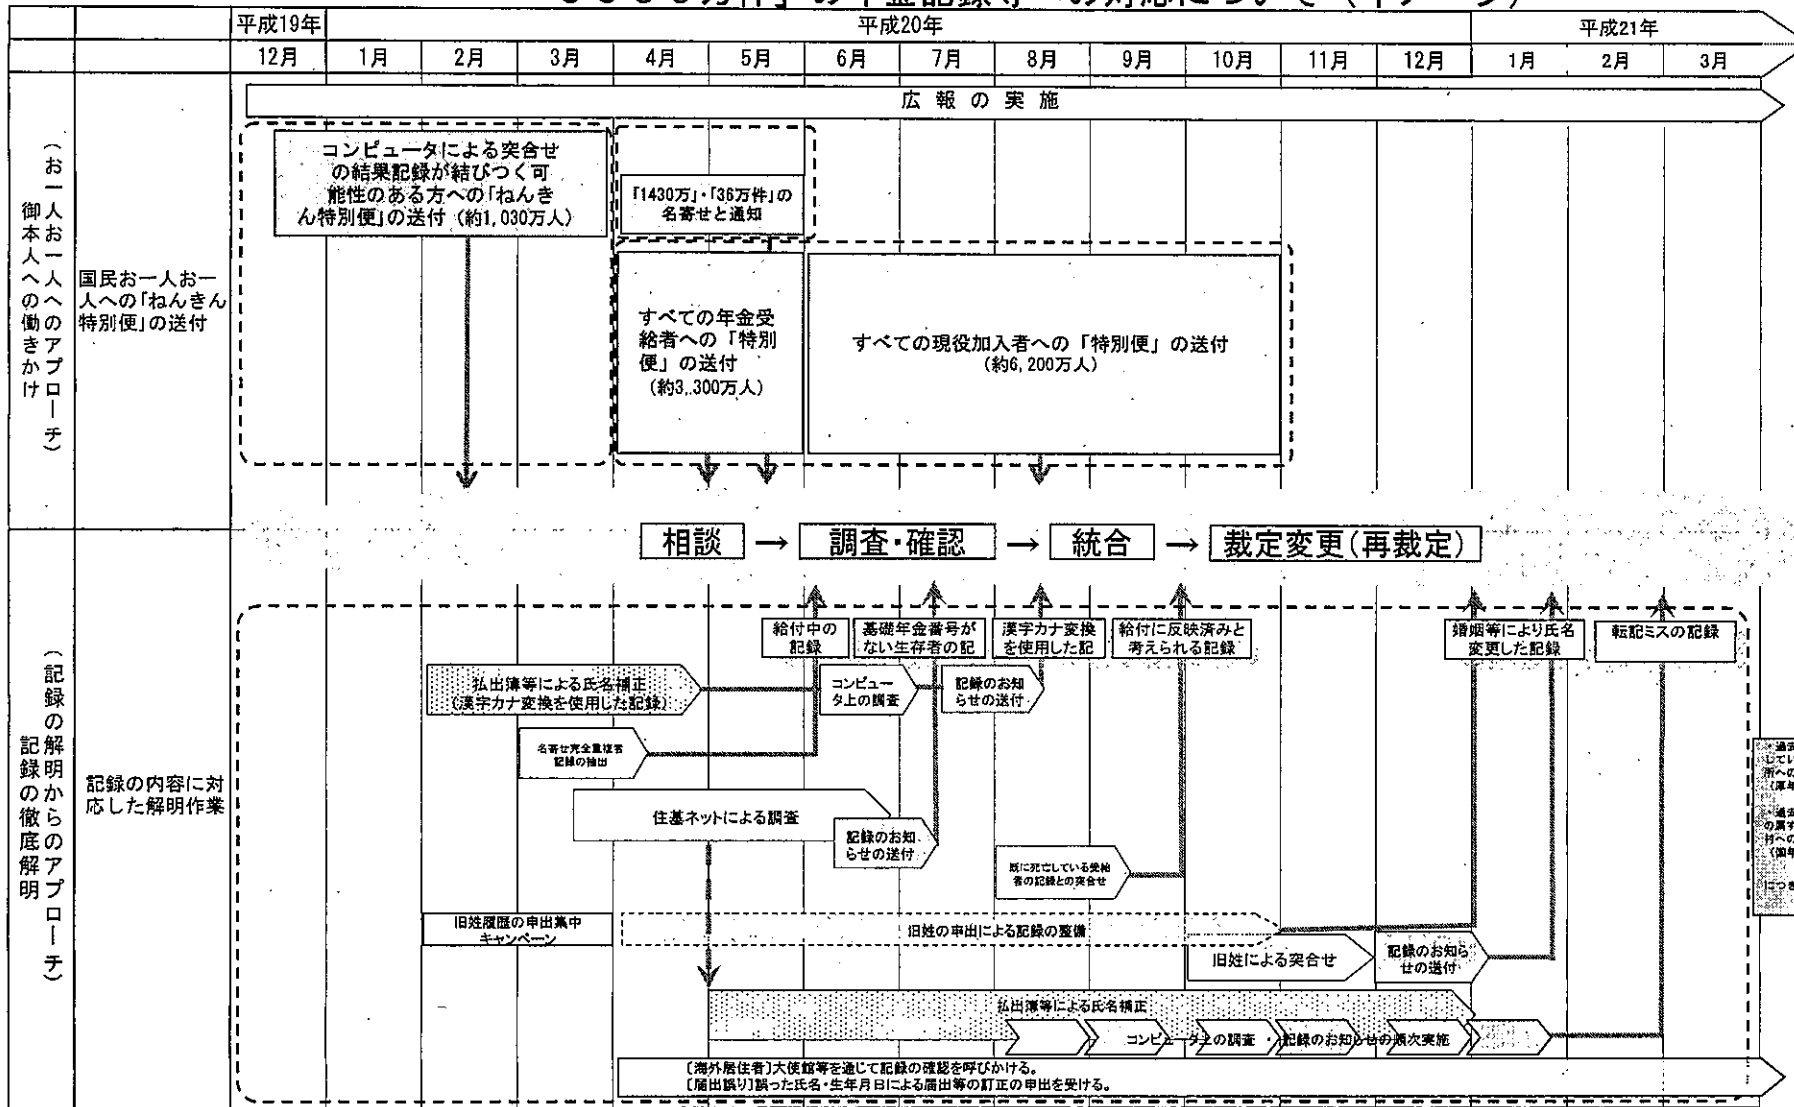 の年金記録等への対応について（イメージ）
平成19年
平成20年
平成21年
12月
1月
2月
3月
4月
5月
6月
7月
8月
9月
10月
11月
12月
1月
2月
3月
広報の実施
御本人への働きかけ
（お一人お一人へのアプローチ）
国民お一人お一
人への「ねんきん
特別便」の送付
コンピュータによる突合せ
の結果記録が結びつく可
能性のある方への「ねんき
ん特別便」の送付（約1,030万人）
「1430万」・「36万件」の
名寄せと通知
すべての年金受
給者への「特別
便」の送付
（約3,300万人）
すべての現役加入者への「特別便」の送付
（約6,200万人）
相談 → 調査・確認 → 統合 → 裁定変更（再裁定）
記録の徹底解明
（記録の解明からのアプローチ）
記録の内容に対
応した解明作業
給付中の
記録
基礎年金番号が
ない生存者の記
漢字カナ変換
を使用した記
給付に反映済みと
考えられる記録
婚姻等により氏名
変更した記録
転記ミスの記録
払出簿等による氏名補正
（漢字カナ変換を使用した記録）
コンピュー
タ上の調査
記録のお知
らせの送付
名寄せ完全重複者
記録の抽出
住基ネットによる調査
記録のお知
らせの送付
既に死亡している受給
者の記録との突合せ
旧姓履歴の申出集中
キャンペーン
旧姓の申出による記録の整備
旧姓による突合せ
記録のお知ら
せの送付
払出簿等による氏名補正
コンピュータ上の調査・記録のお知らせの順次実施
〔海外居住者〕大使館等を通じて記録の確認を呼びかける。
〔届出誤り〕誤った氏名・生年月日による届出等の訂正の申出を受ける。